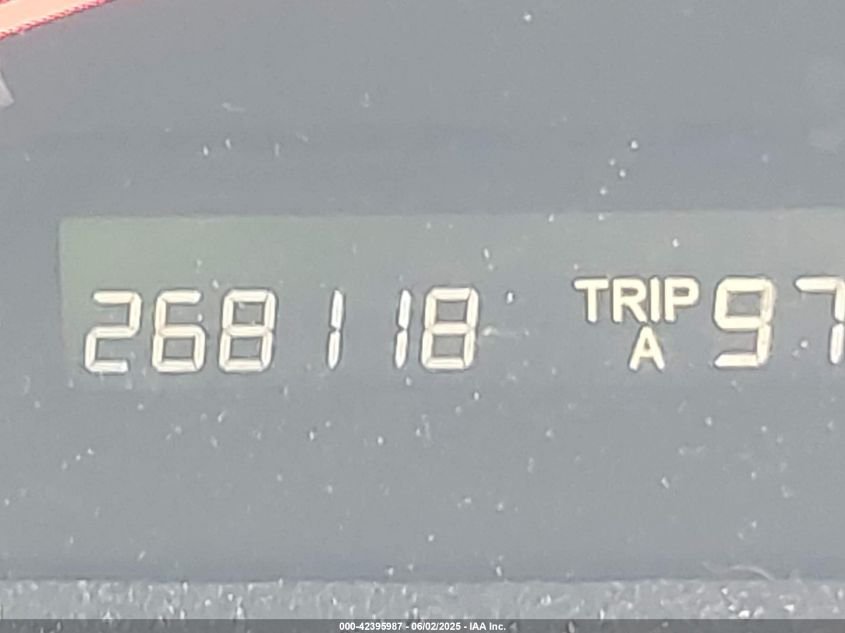 268118 TRIP A 97
000-42395987 - 06/02/2025 - IAA Inc.